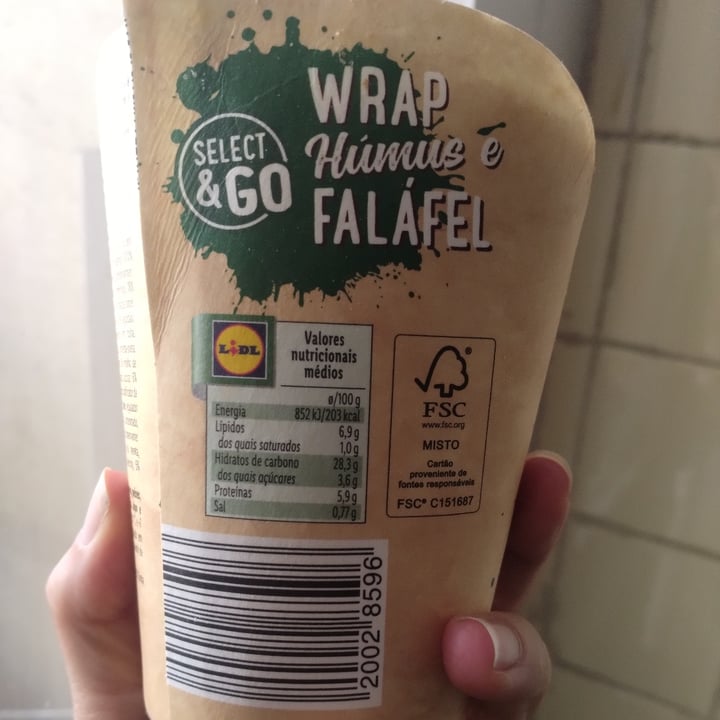 WRAP
Húmus e
FALÁFEL
SELECT
&GO
LIDL
Valores
nutricionais
médios
ø/100 g
Energia 852 kJ/203 kcal
Lípidos 6,9 g
dos quais saturados 1,0 g
Hidratos de carbono 28,3 g
dos quais açúcares 3,6 g
Proteínas 5,9 g
Sal 0,77 g
FSC
www.fsc.org
MISTO
Cartão
proveniente de
fontes responsáveis
FSC® C151687
2002 8596